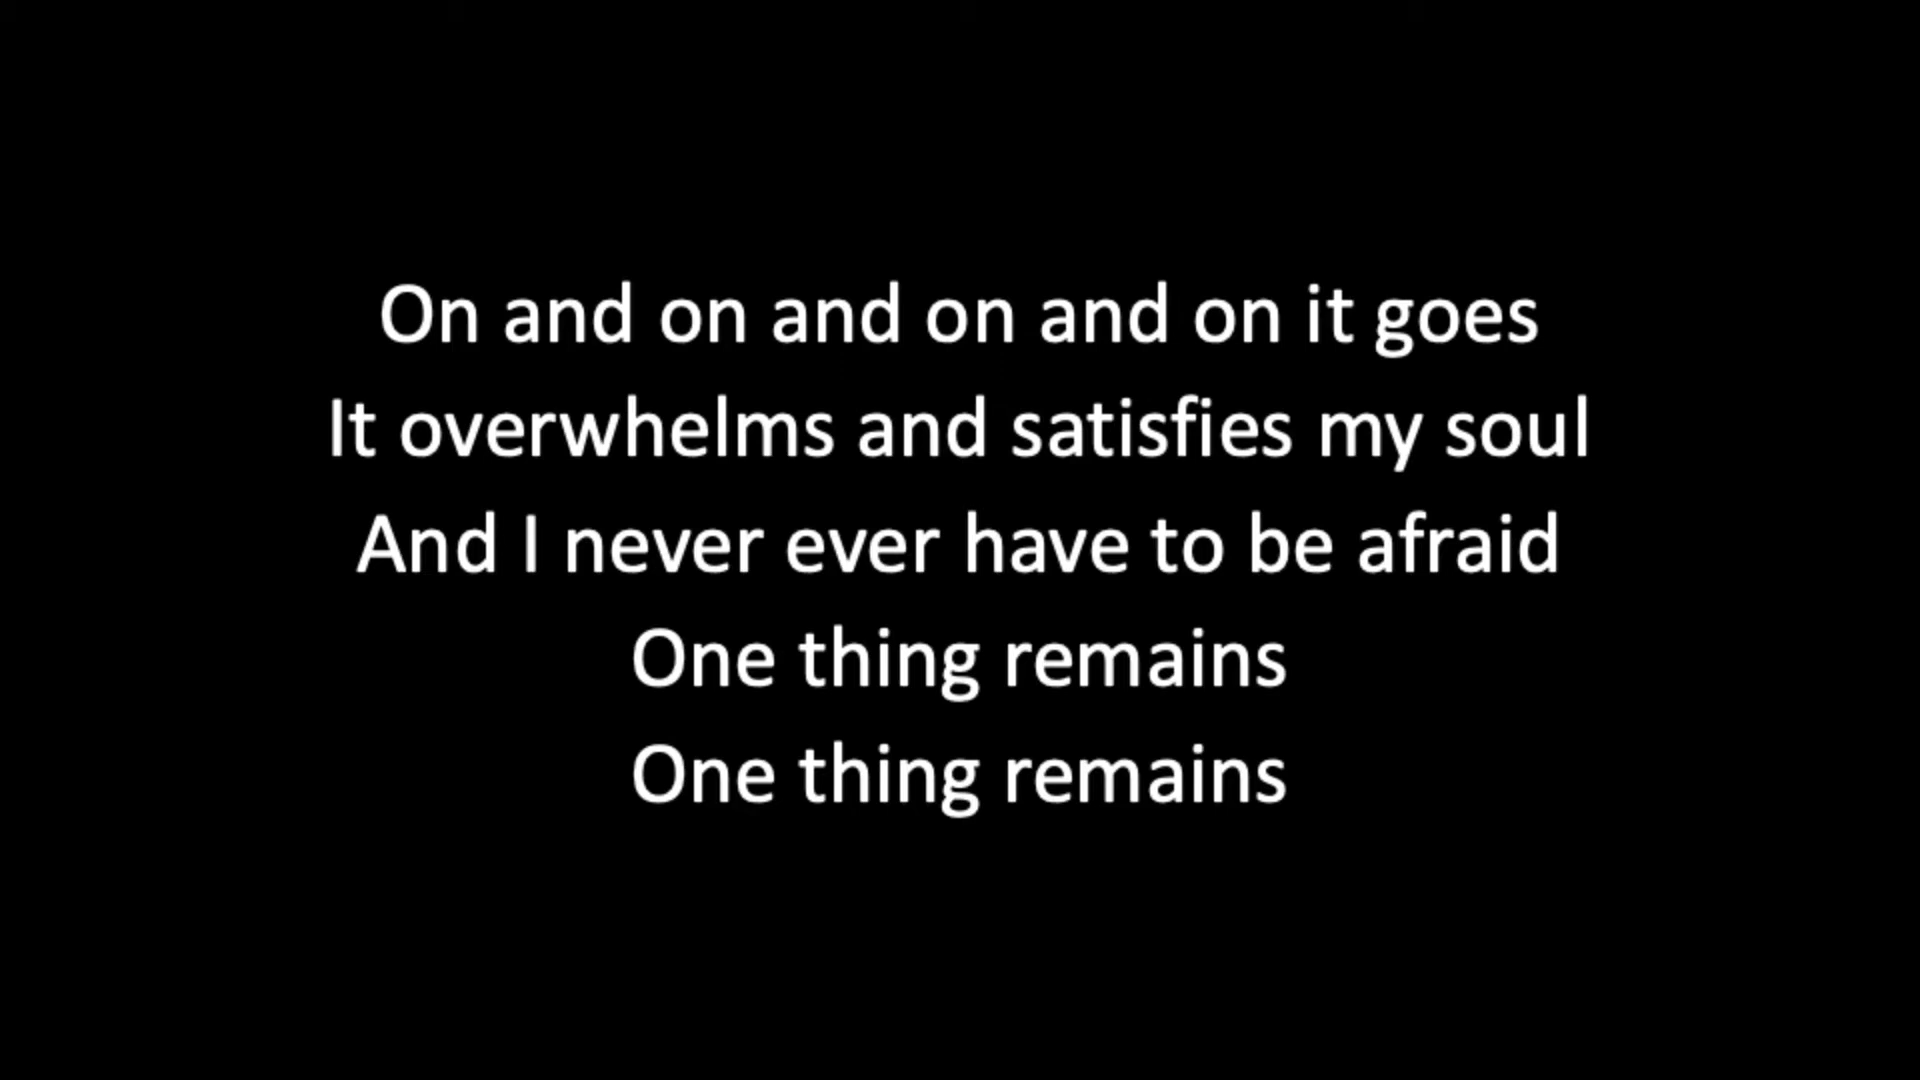 On and on and on and on it goes
It overwhelms and satisfies my soul
And I never ever have to be afraid
One thing remains
One thing remains